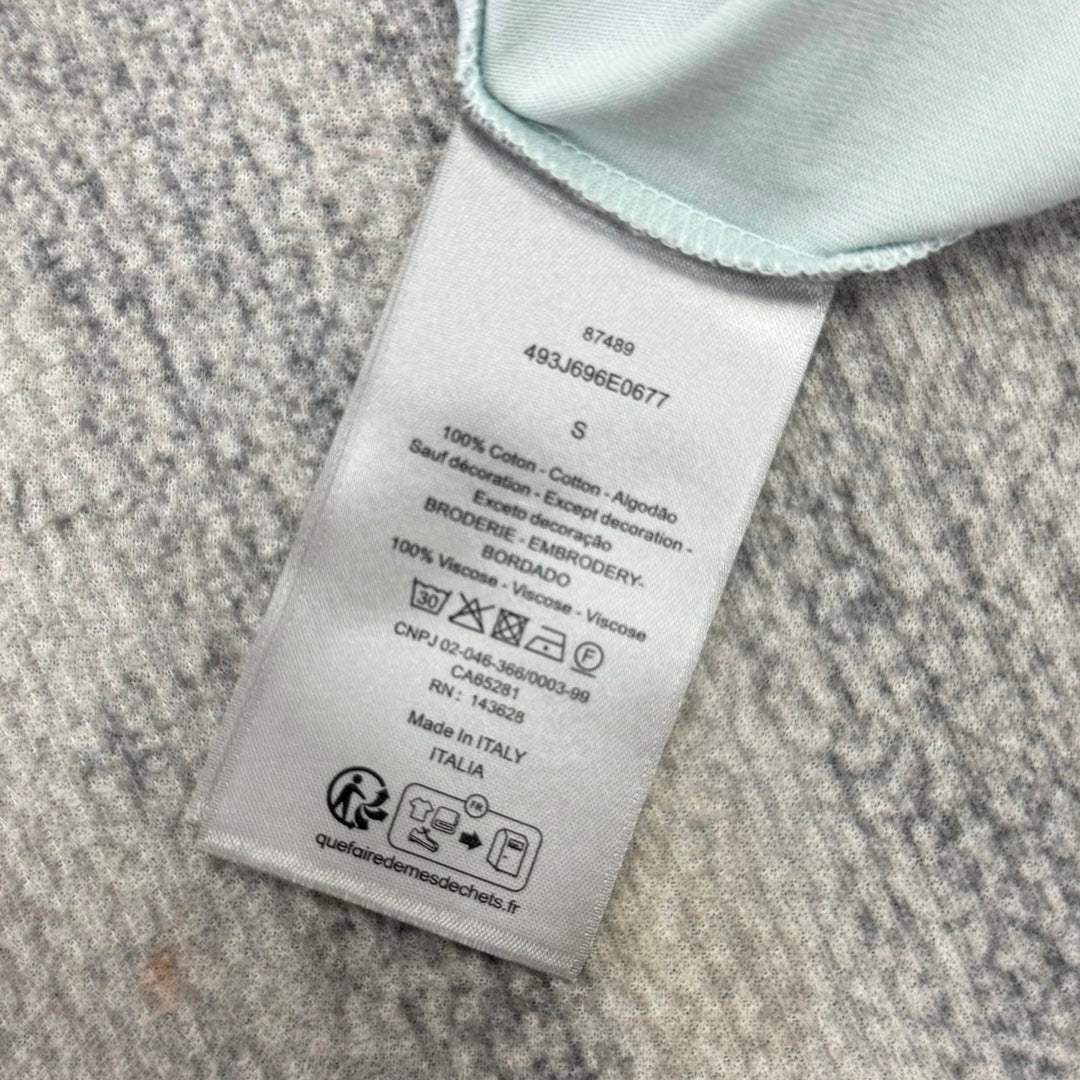 87489
493J696E0677
S
100% Coton - Cotton - Algodão
Sauf décoration - Except decoration -
Exceto decoração
BRODERIE - EMBRODERY-
BORDADO
100% Viscose - Viscose - Viscose
30 F
CNPJ 02-046-366/0003-99
CA65281
RN : 143628
Made In ITALY
ITALIA
FR
quefairedemesdechets.fr